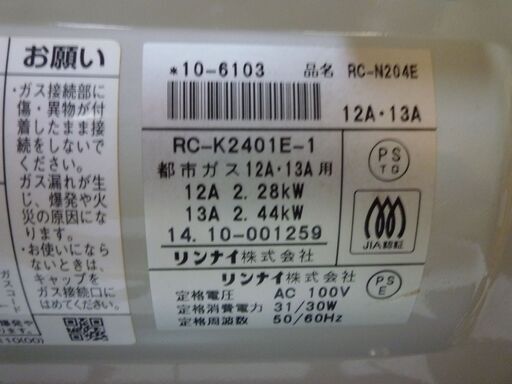 お願い
・ガス接続部に
傷・異物が付
着したまま接
続をしないで
ください。
ガス漏れが生
じ、爆発や火
災の原因にな
ります。
・お使いになら
ないときは、
キャップを
ガス接続口に
はめてください。
*10-6103
品名 RC-N204E
12A・13A
RC-K2401E-1
都市ガス12A・13A用
12A 2.28kW
13A 2.44kW
14.10-001259
リンナイ株式会社
PS
TG
JIA認証
リンナイ株式会社
定格電圧 AC 100V
定格消費電力 31/30W
定格周波数 50/60Hz
PS
E
ガスコード